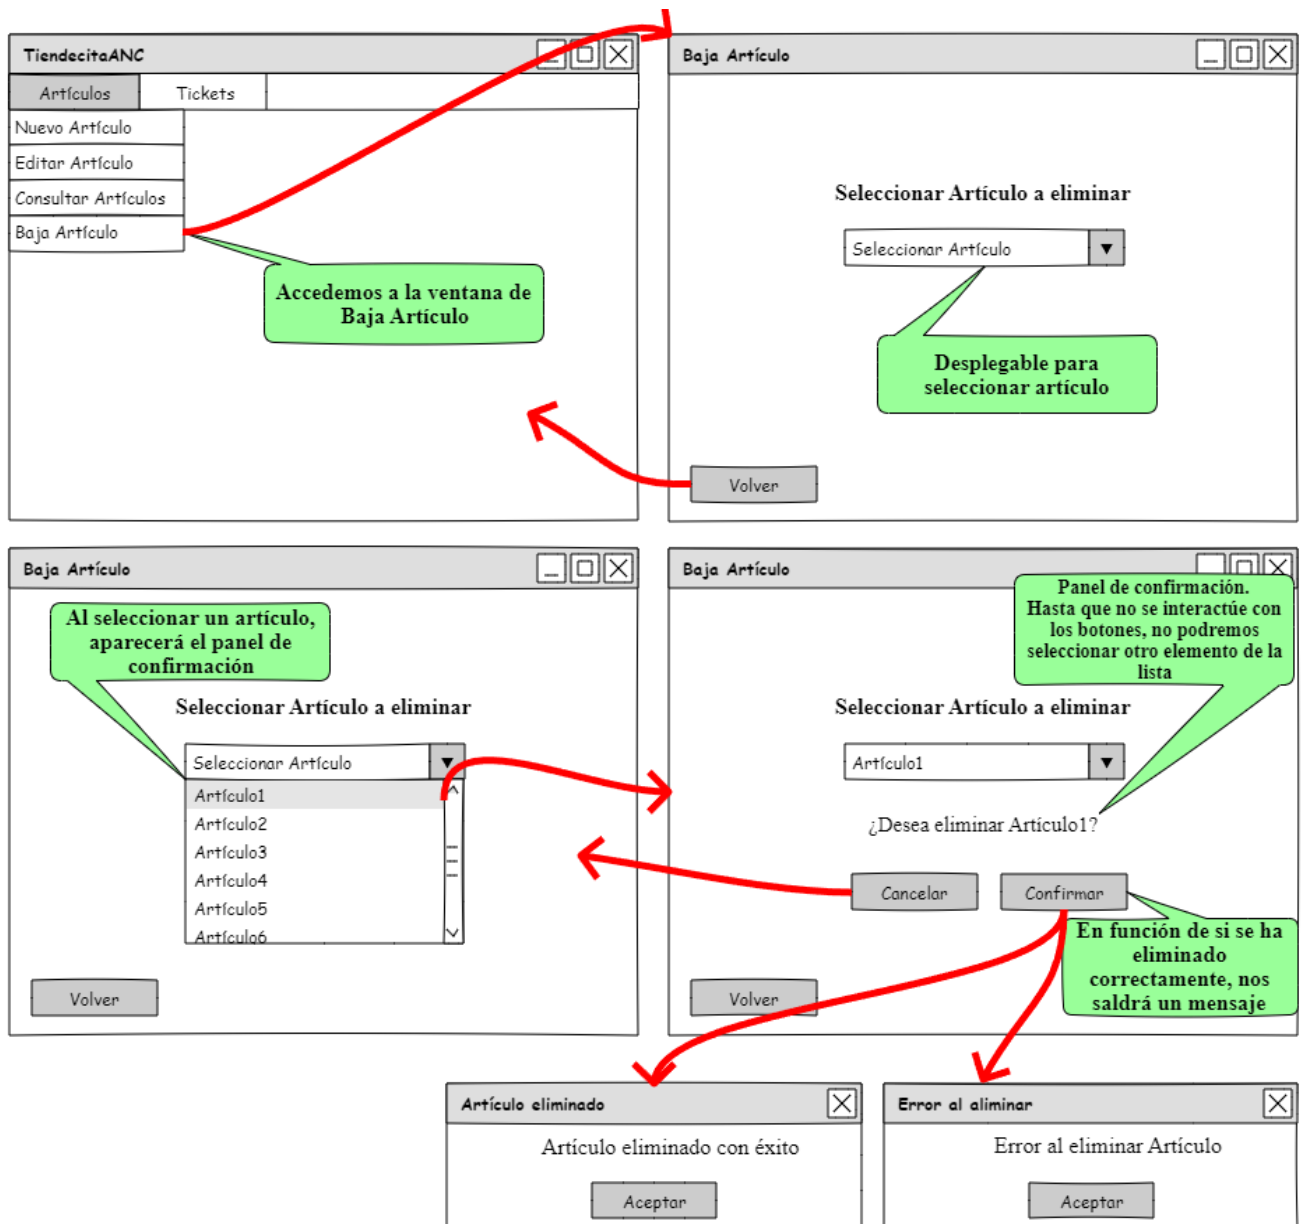 TiendecitaANC
Artículos
Tickets
Nuevo Artículo
Editar Artículo
Consultar Artículos
Baja Artículo
Accedemos a la ventana de
Baja Artículo
Baja Artículo
Seleccionar Artículo a eliminar
Seleccionar Artículo
Desplegable para
seleccionar artículo
Volver
Baja Artículo
Al seleccionar un artículo,
aparecerá el panel de
confirmación
Seleccionar Artículo a eliminar
Seleccionar Artículo
Artículo1
Artículo2
Artículo3
Artículo4
Artículo5
Artículo6
Volver
Baja Artículo
Panel de confirmación.
Hasta que no se interactúe con
los botones, no podremos
seleccionar otro elemento de la
lista
Seleccionar Artículo a eliminar
Artículo1
¿Desea eliminar Artículo1?
Cancelar
Confirmar
En función de si se ha
eliminado
correctamente, nos
saldrá un mensaje
Volver
Artículo eliminado
Artículo eliminado con éxito
Aceptar
Error al aliminar
Error al eliminar Artículo
Aceptar